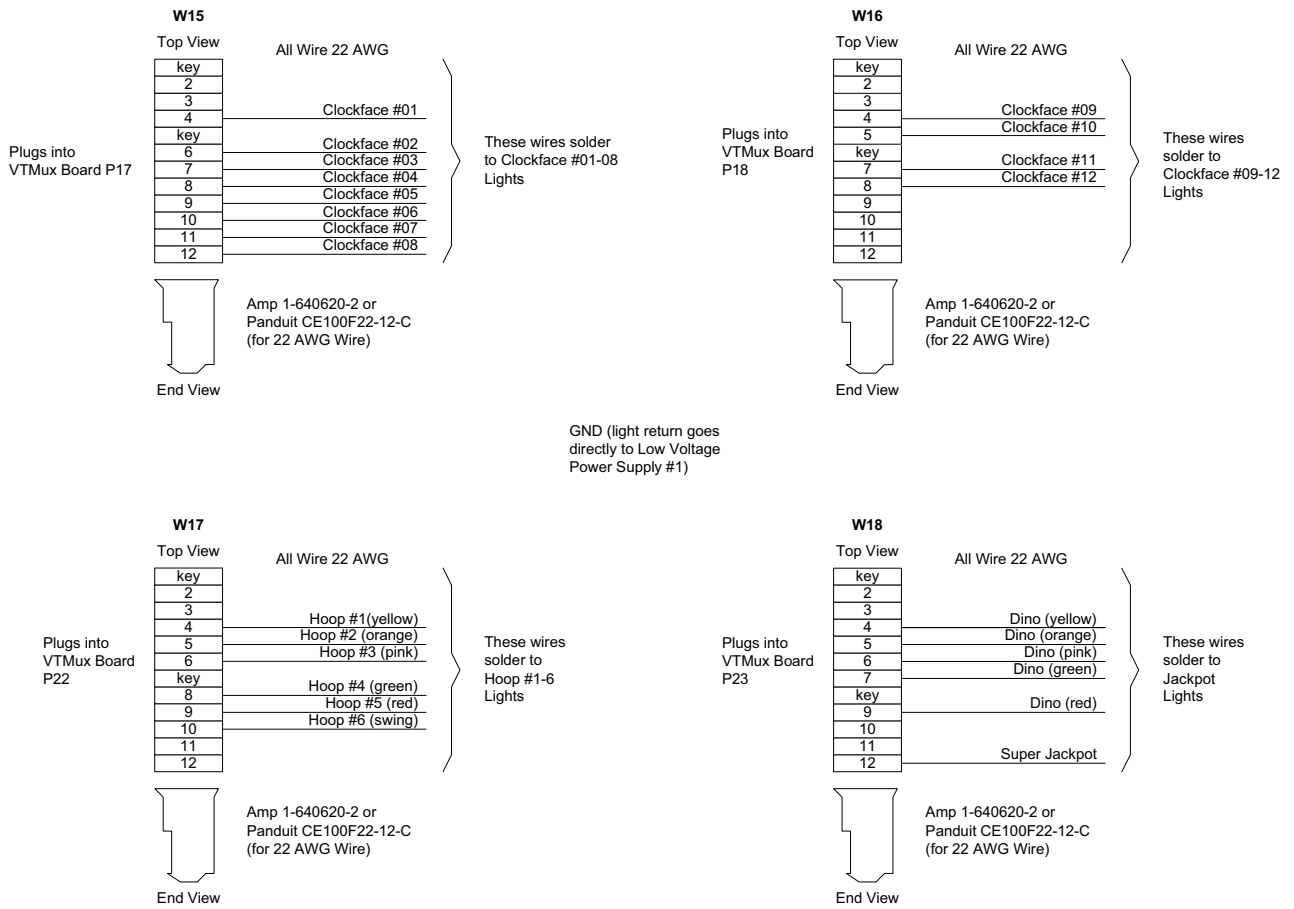 W15
Top View
All Wire 22 AWG
key
2
3
4
key
6
7
8
9
10
11
12
Clockface #01
Clockface #02
Clockface #03
Clockface #04
Clockface #05
Clockface #06
Clockface #07
Clockface #08
Plugs into
VTMux Board P17
These wires solder
to Clockface #01-08
Lights
Amp 1-640620-2 or
Panduit CE100F22-12-C
(for 22 AWG Wire)
End View
W16
Top View
All Wire 22 AWG
key
2
3
4
5
key
7
8
9
10
11
12
Clockface #09
Clockface #10
Clockface #11
Clockface #12
Plugs into
VTMux Board
P18
These wires
solder to
Clockface #09-12
Lights
Amp 1-640620-2 or
Panduit CE100F22-12-C
(for 22 AWG Wire)
End View
GND (light return goes
directly to Low Voltage
Power Supply #1)
W17
Top View
All Wire 22 AWG
key
2
3
4
5
6
key
8
9
10
11
12
Hoop #1(yellow)
Hoop #2 (orange)
Hoop #3 (pink)
Hoop #4 (green)
Hoop #5 (red)
Hoop #6 (swing)
Plugs into
VTMux Board
P22
These wires
solder to
Hoop #1-6
Lights
Amp 1-640620-2 or
Panduit CE100F22-12-C
(for 22 AWG Wire)
End View
W18
Top View
All Wire 22 AWG
key
2
3
4
5
6
7
key
9
10
11
12
Dino (yellow)
Dino (orange)
Dino (pink)
Dino (green)
Dino (red)
Super Jackpot
Plugs into
VTMux Board
P23
These wires
solder to
Jackpot
Lights
Amp 1-640620-2 or
Panduit CE100F22-12-C
(for 22 AWG Wire)
End View